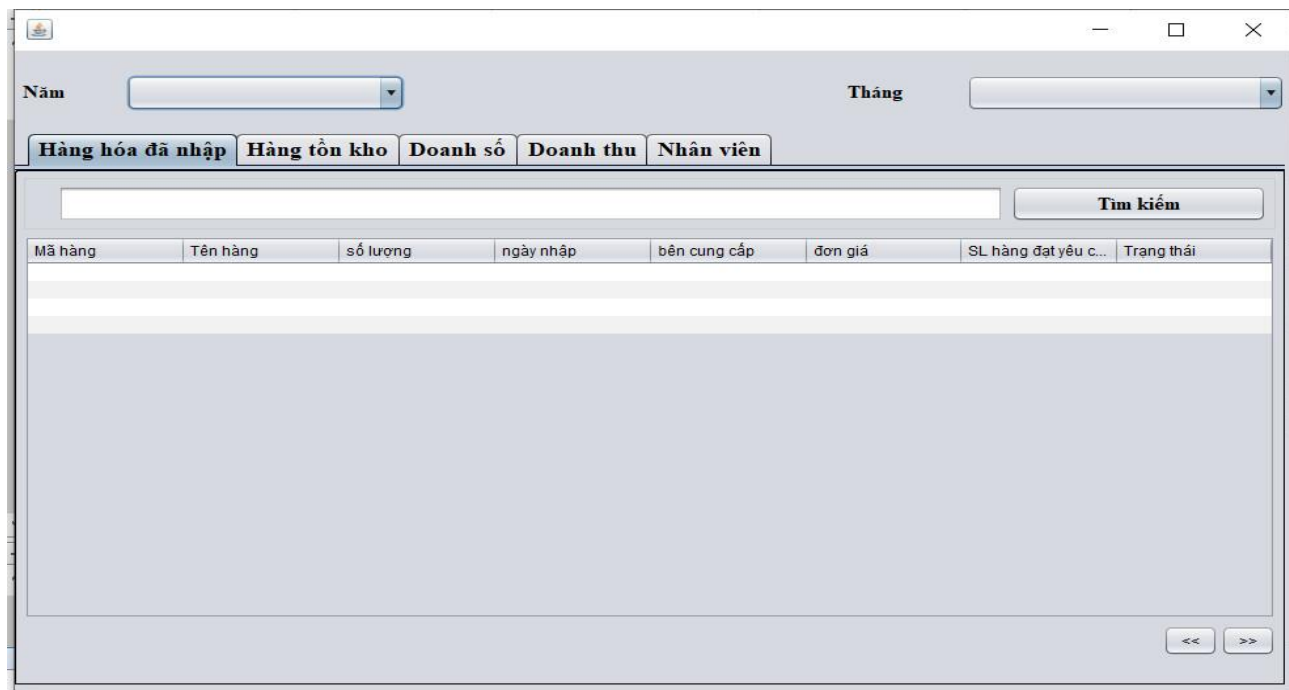 Năm Tháng
Hàng hóa đã nhập Hàng tồn kho Doanh số Doanh thu Nhân viên
Tìm kiếm
Mã hàng Tên hàng số lượng ngày nhập bên cung cấp đơn giá SL hàng đạt yêu c... Trạng thái
<< >>